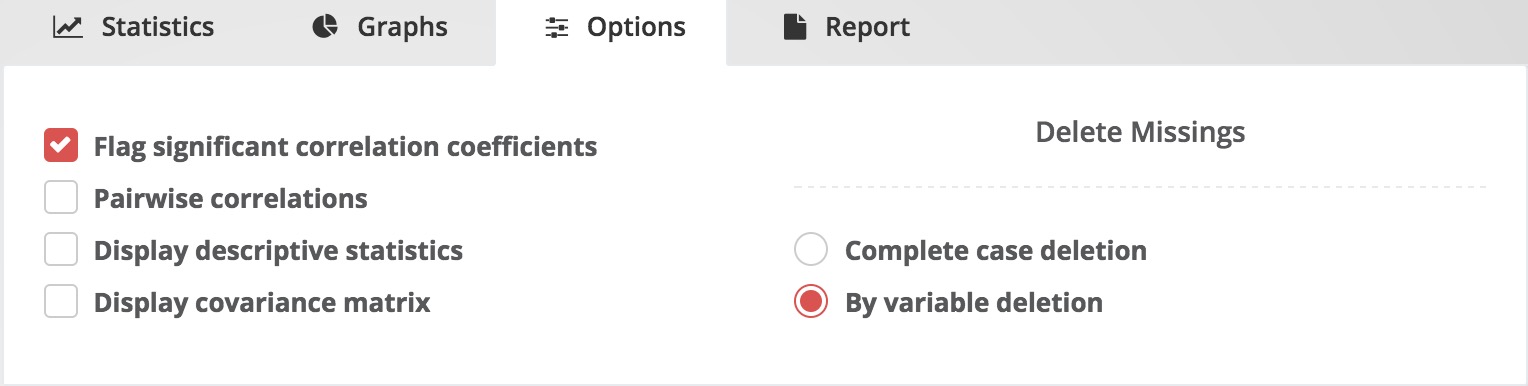 Statistics Graphs Options Report
Flag significant correlation coefficients
Pairwise correlations
Display descriptive statistics
Display covariance matrix
Delete Missings
Complete case deletion
By variable deletion